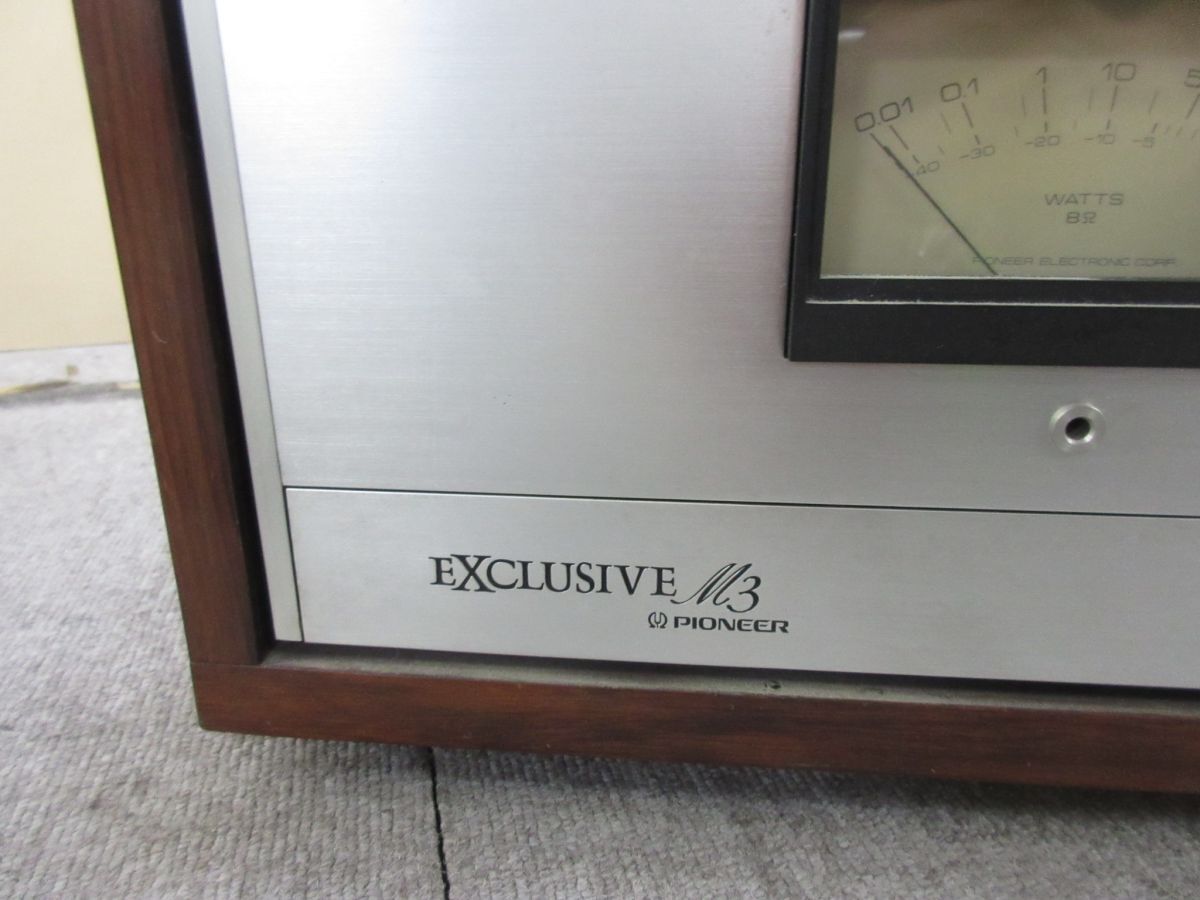 0.01 0.1 1 10 5
40 -30 -20 -10 -5
WATTS
8Ω
PIONEER ELECTRONIC CORP.
EXCLUSIVE M3
PIONEER